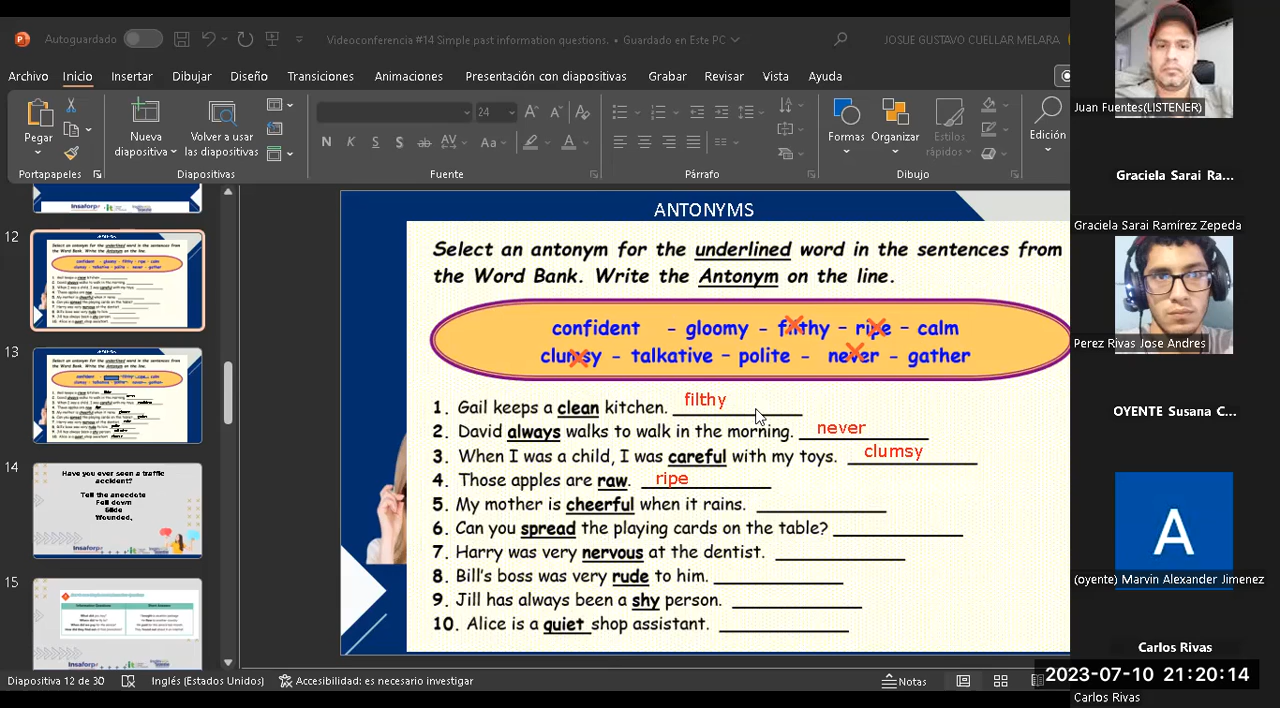 Autoguardado
Videoconferencia #14 Simple past information questions. • Guardado en Este PC
JOSUE GUSTAVO CUELLAR MELARA
Archivo Inicio Insertar Dibujar Diseño Transiciones Animaciones Presentación con diapositivas Grabar Revisar Vista Ayuda
Pegar
Nueva diapositiva
Volver a usar las diapositivas
24
N K S S ab AV Aa A
Formas
Organizar
Estilos rápidos
Edición
Portapapeles
Diapositivas
Fuente
Párrafo
Dibujo
12
13
14
Have you ever seen a traffic
accident?
Tell the anecdote
Fall down
Glide
Wounded,
15
ANTONYMS
Select an antonym for the underlined word in the sentences from
the Word Bank. Write the Antonym on the line.
confident - gloomy - filthy - ripe - calm
clumsy - talkative - polite - never - gather
1. Gail keeps a clean kitchen. filthy
2. David always walks to walk in the morning. never
3. When I was a child, I was careful with my toys. clumsy
4. Those apples are raw. ripe
5. My mother is cheerful when it rains.
6. Can you spread the playing cards on the table?
7. Harry was very nervous at the dentist.
8. Bill's boss was very rude to him.
9. Jill has always been a shy person.
10. Alice is a quiet shop assistant.
Diapositiva 12 de 30
Inglés (Estados Unidos)
Accesibilidad: es necesario investigar
Notas
Juan Fuentes(LISTENER)
Graciela Sarai Ra...
Graciela Sarai Ramírez Zepeda
Perez Rivas Jose Andres
OYENTE Susana C...
A
(oyente) Marvin Alexander Jimenez
Carlos Rivas
2023-07-10 21:20:14
Carlos Rivas